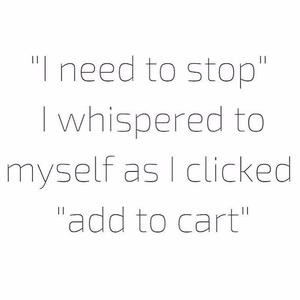 "I need to stop"
I whispered to
myself as I clicked
"add to cart"